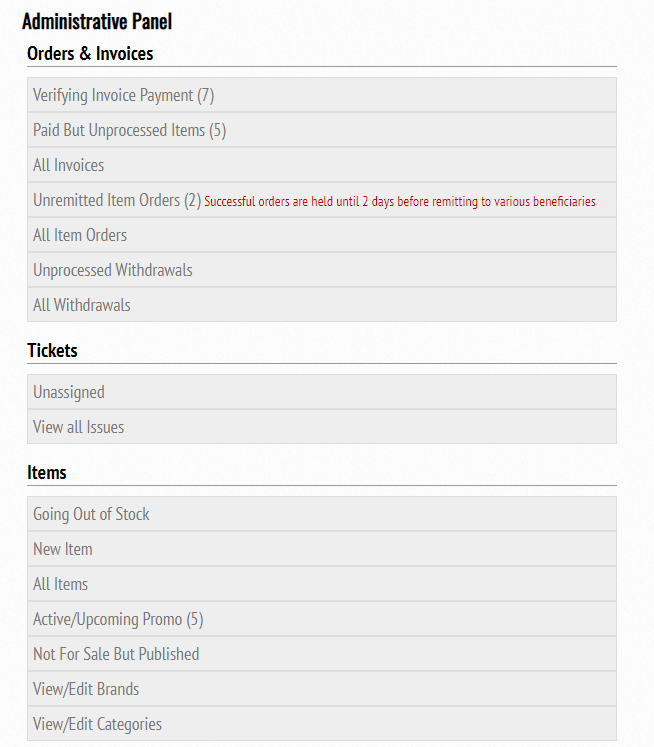 Administrative Panel
Orders & Invoices
Verifying Invoice Payment (7)
Paid But Unprocessed Items (5)
All Invoices
Unremitted Item Orders (2) Successful orders are held until 2 days before remitting to various beneficiaries
All Item Orders
Unprocessed Withdrawals
All Withdrawals
Tickets
Unassigned
View all Issues
Items
Going Out of Stock
New Item
All Items
Active/Upcoming Promo (5)
Not For Sale But Published
View/Edit Brands
View/Edit Categories